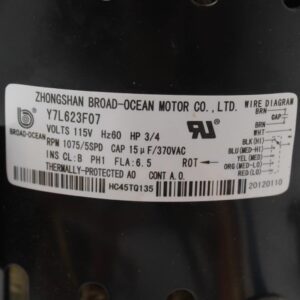 ZHONGSHAN BROAD-OCEAN MOTOR CO., LTD. WIRE DIAGRAM
Y7L623F07
BROAD-OCEAN
VOLTS 115V Hz60 HP 3/4
RPM 1075/5SPD CAP 15µF/370VAC
INS CL:B PH1 FLA:6.5 ROT
THERMALLY-PROTECTED AO CONT A.O.
HC45TQ135
BRN
CAP
BRN
WHT
BLK(HI)
BLU(MED-HI)
YEL(MED)
ORG(MED-LO)
RED(LO)
20120110